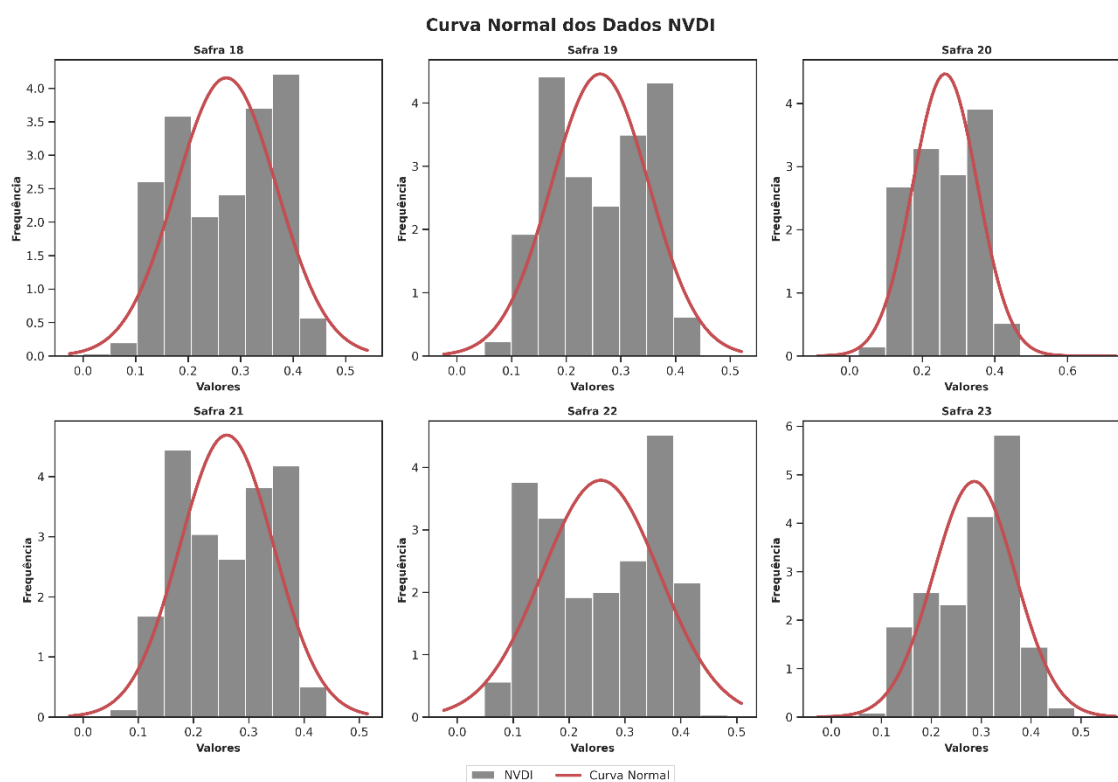 Curva Normal dos Dados NVDI
Safra 18
Frequência
4.0
3.5
3.0
2.5
2.0
1.5
1.0
0.5
0.0
0.0 0.1 0.2 0.3 0.4 0.5
Valores
Safra 19
Frequência
4
3
2
1
0
0.0 0.1 0.2 0.3 0.4 0.5
Valores
Safra 20
Frequência
4
3
2
1
0
0.0 0.2 0.4 0.6
Valores
Safra 21
Frequência
4
3
2
1
0
0.0 0.1 0.2 0.3 0.4 0.5
Valores
Safra 22
Frequência
4
3
2
1
0
0.0 0.1 0.2 0.3 0.4 0.5
Valores
Safra 23
Frequência
6
5
4
3
2
1
0
0.0 0.1 0.2 0.3 0.4 0.5
Valores
NVDI Curva Normal